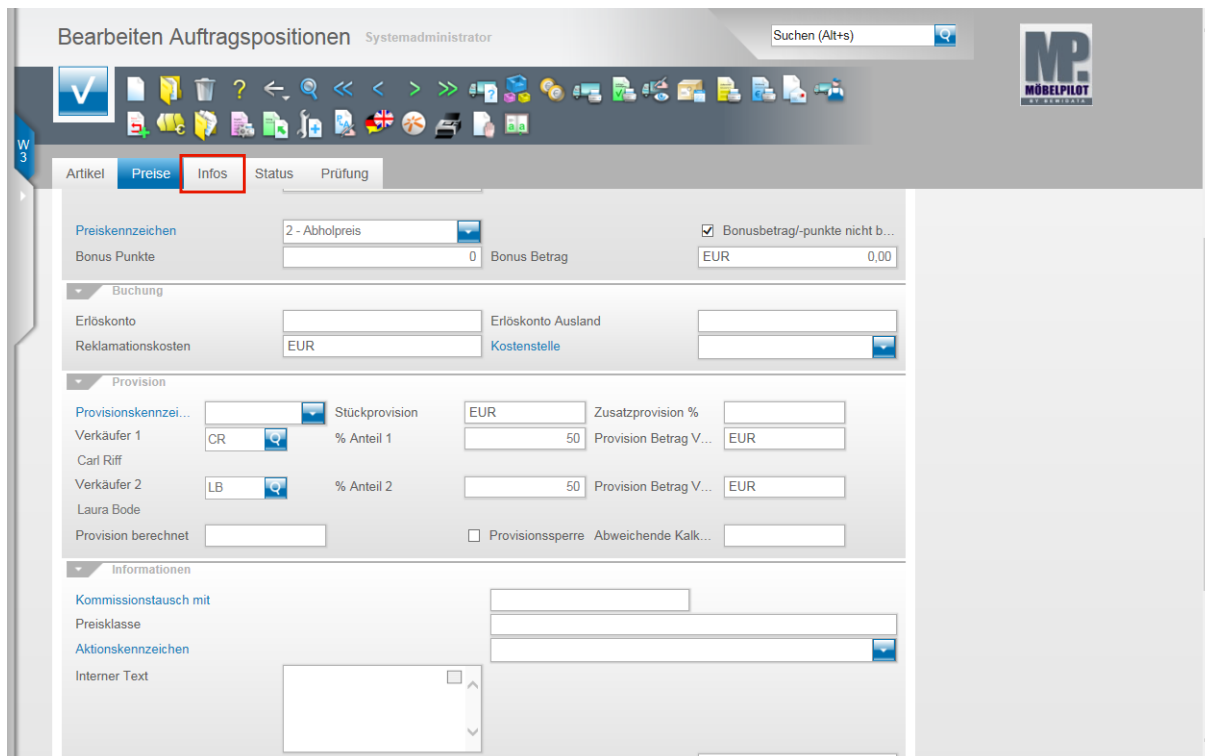 Bearbeiten Auftragspositionen Systemadministrator
Suchen (Alt+s)
MP.
MÖBELPILOT
BY BEMIDATA
W
3
Artikel Preise Infos Status Prüfung
Preiskennzeichen 2 - Abholpreis Bonusbetrag/-punkte nicht b...
Bonus Punkte 0 Bonus Betrag EUR 0,00
Buchung
Erlöskonto Erlöskonto Ausland
Reklamationskosten EUR Kostenstelle
Provision
Provisionskennzei... Stückprovision EUR Zusatzprovision %
Verkäufer 1 CR % Anteil 1 50 Provision Betrag V... EUR
Carl Riff
Verkäufer 2 LB % Anteil 2 50 Provision Betrag V... EUR
Laura Bode
Provision berechnet Provisionssperre Abweichende Kalk...
Informationen
Kommissionstausch mit
Preisklasse
Aktionskennzeichen
Interner Text